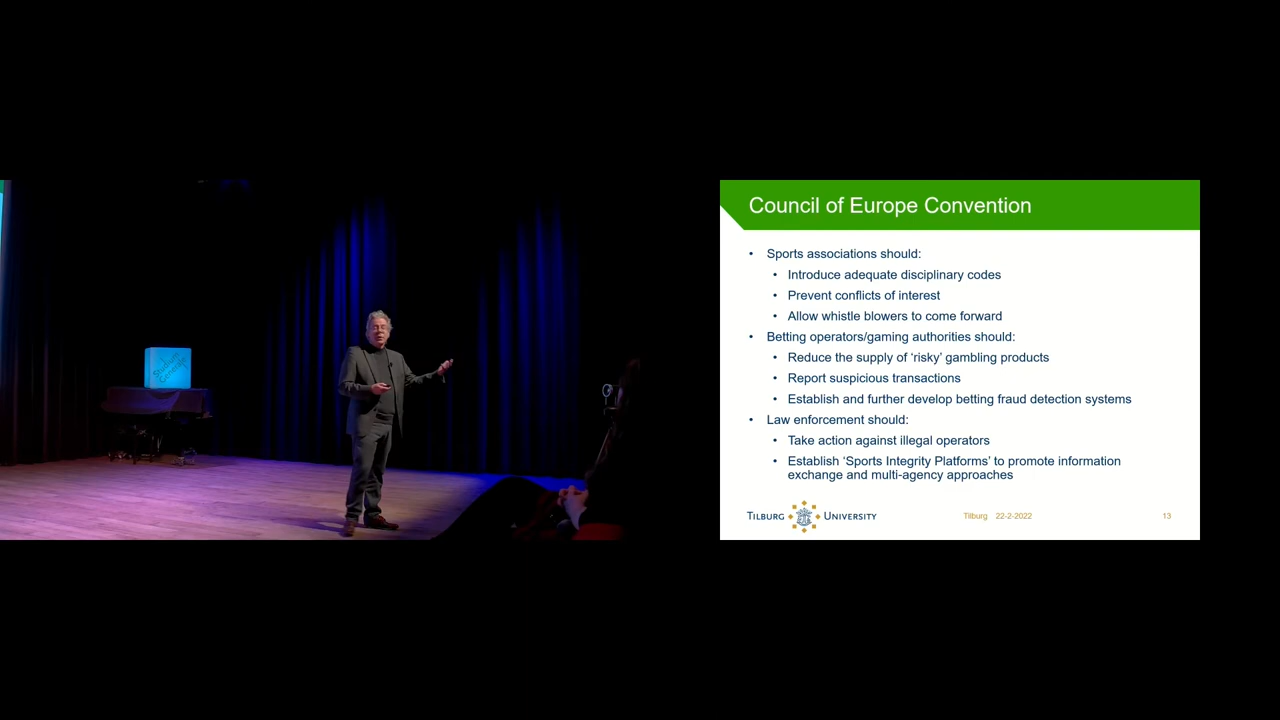 Studium
Generale
Council of Europe Convention
• Sports associations should:
• Introduce adequate disciplinary codes
• Prevent conflicts of interest
• Allow whistle blowers to come forward
• Betting operators/gaming authorities should:
• Reduce the supply of ‘risky’ gambling products
• Report suspicious transactions
• Establish and further develop betting fraud detection systems
• Law enforcement should:
• Take action against illegal operators
• Establish ‘Sports Integrity Platforms’ to promote information
exchange and multi-agency approaches
TILBURG UNIVERSITY
Tilburg 22-2-2022
13